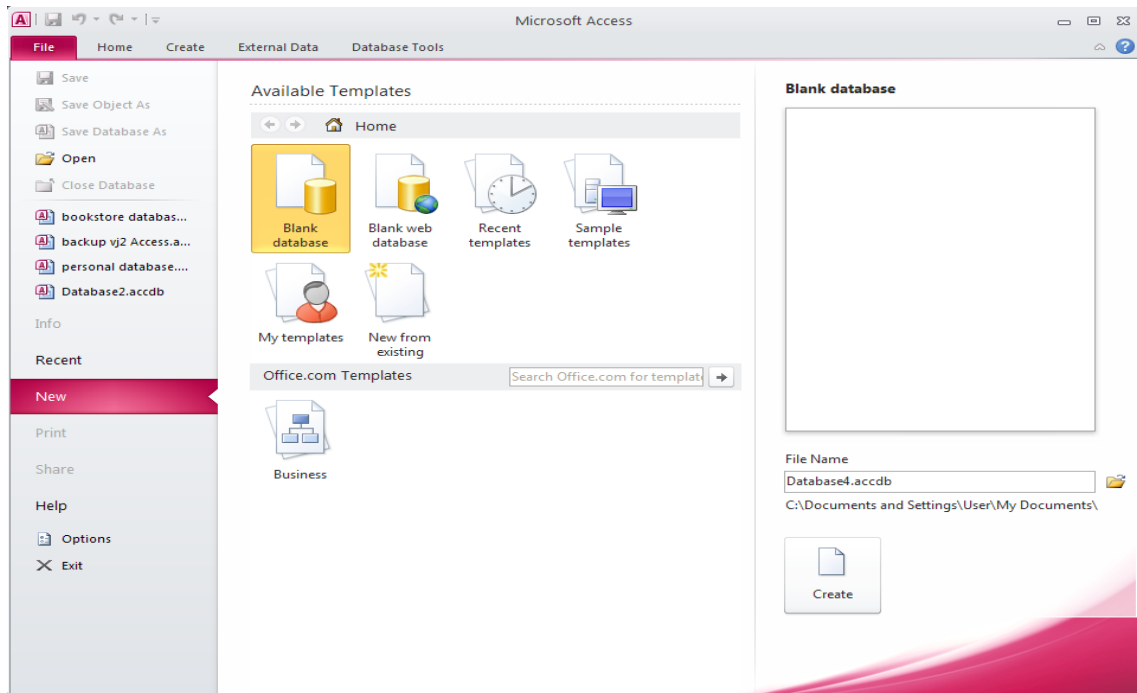 Microsoft Access
File Home Create External Data Database Tools
Save
Save Object As
Save Database As
Open
Close Database
bookstore databas...
backup vj2 Access.a...
personal database....
Database2.accdb
Info
Recent
New
Print
Share
Help
Options
Exit
Available Templates
Home
Blank database
Blank web database
Recent templates
Sample templates
My templates
New from existing
Office.com Templates
Search Office.com for templat
Business
Blank database
File Name
Database4.accdb
C:\Documents and Settings\User\My Documents\
Create